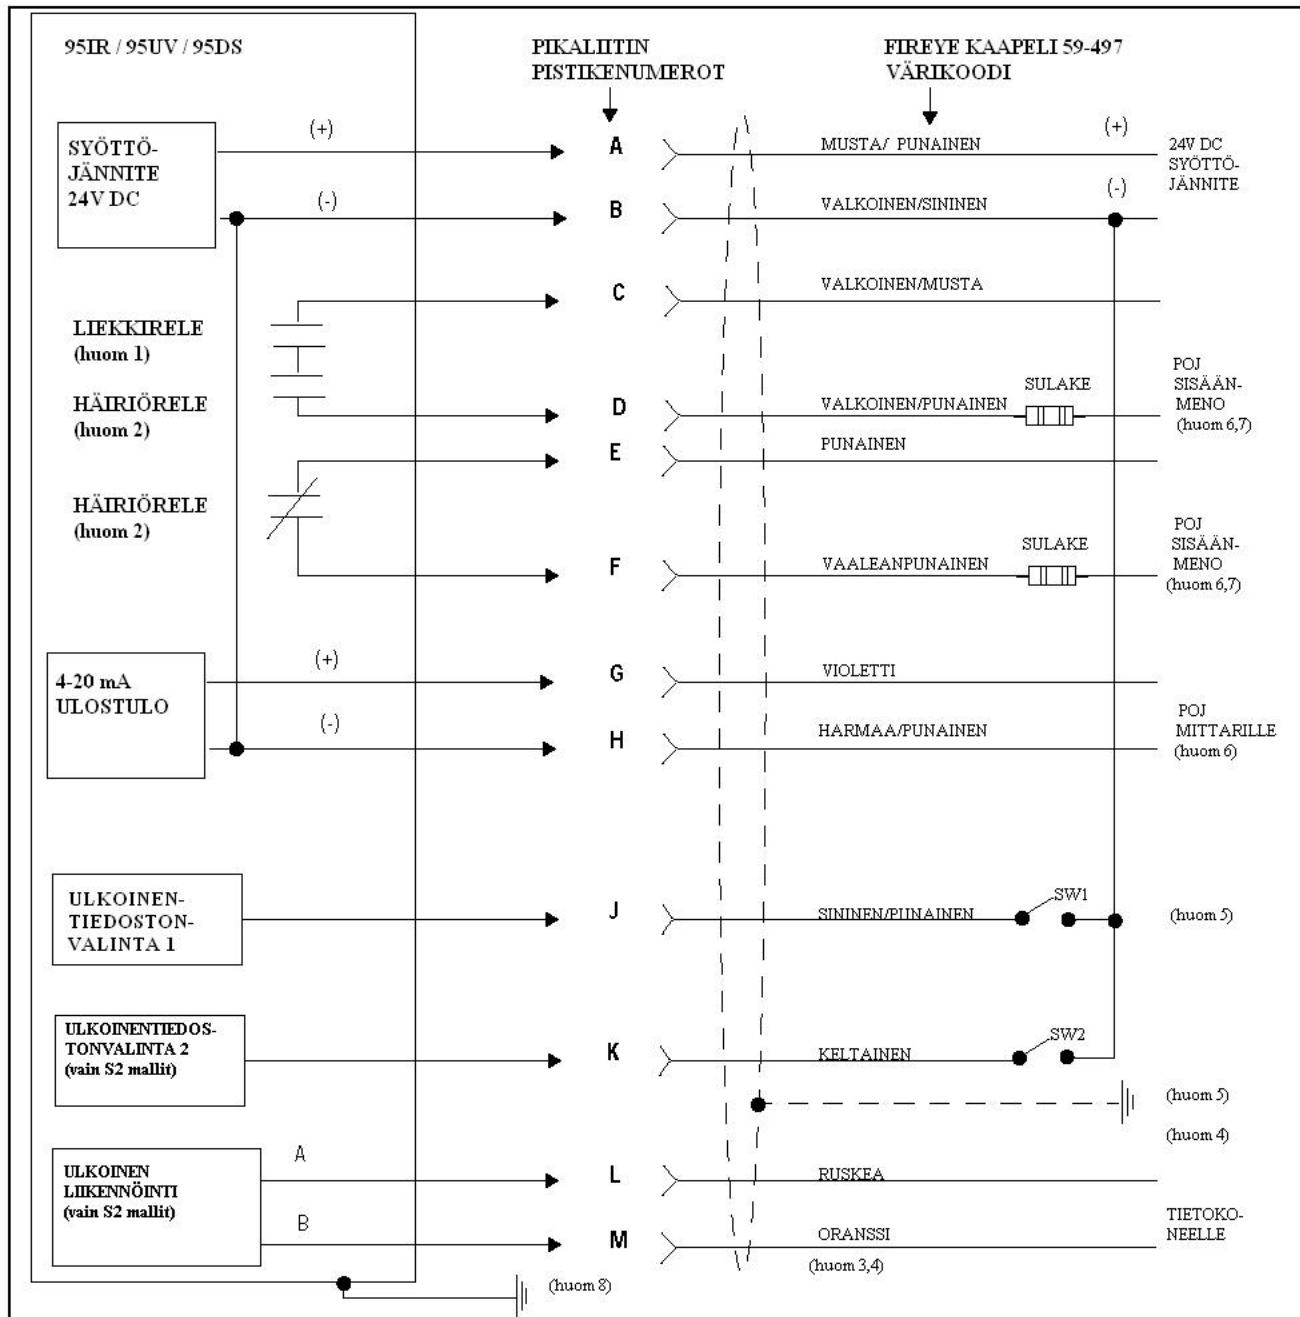 95IR / 95UV / 95DS
PIKALIITIN
PISTIKENUMEROT
FIREYE KAAPELI 59-497
VÄRIKOODI
SYÖTTÖ-
JÄNNITE
24V DC
(+)
A
MUSTA/ PUNAINEN
(+)
24V DC
SYÖTTÖ-
JÄNNITE
(-)
B
VALKOINEN/SININEN
(-)
C
VALKOINEN/MUSTA
LIEKKIRELE
(huom 1)
HÄIRIÖRELE
(huom 2)
D
VALKOINEN/PUNAINEN
SULAKE
POJ
SISÄÄN-
MENO
(huom 6,7)
E
PUNAINEN
HÄIRIÖRELE
(huom 2)
F
VAALEANPUNAINEN
SULAKE
POJ
SISÄÄN-
MENO
(huom 6,7)
4-20 mA
ULOSTULO
(+)
G
VIOLETTI
(-)
H
HARMAA/PUNAINEN
POJ
MITTARILLE
(huom 6)
ULKOINEN-
TIEDOSTON-
VALINTA 1
J
SININEN/PUNAINEN
SW1
(huom 5)
ULKOINENTIEDOS-
TONVALINTA 2
(vain S2 mallit)
K
KELTAINEN
SW2
(huom 5)
(huom 4)
ULKOINEN
LIIKENNÖINTI
(vain S2 mallit)
A
L
RUSKEA
B
M
ORANSSI
(huom 3,4)
TIETOKO-
NEELLE
(huom 8)